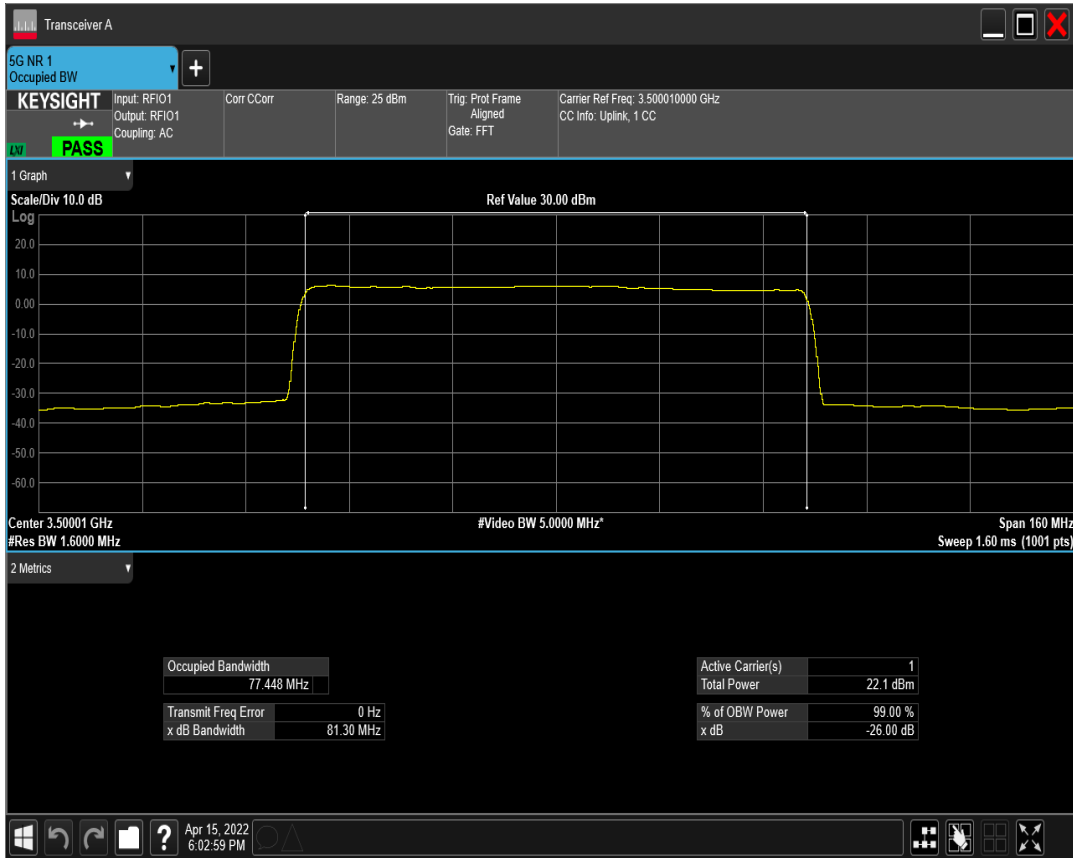 Transceiver A
5G NR 1
Occupied BW
+
KEYSIGHT
LXI
PASS
Input: RFIO1
Output: RFIO1
Coupling: AC
Corr CCorr
Range: 25 dBm
Trig: Prot Frame
Aligned
Gate: FFT
Carrier Ref Freq: 3.500010000 GHz
CC Info: Uplink, 1 CC
1 Graph
Scale/Div 10.0 dB
Ref Value 30.00 dBm
Log
20.0
10.0
0.00
-10.0
-20.0
-30.0
-40.0
-50.0
-60.0
Center 3.50001 GHz
#Video BW 5.0000 MHz*
Span 160 MHz
#Res BW 1.6000 MHz
Sweep 1.60 ms (1001 pts)
2 Metrics
Occupied Bandwidth
77.448 MHz
Transmit Freq Error 0 Hz
x dB Bandwidth 81.30 MHz
Active Carrier(s) 1
Total Power 22.1 dBm
% of OBW Power 99.00 %
x dB -26.00 dB
?
Apr 15, 2022
6:02:59 PM